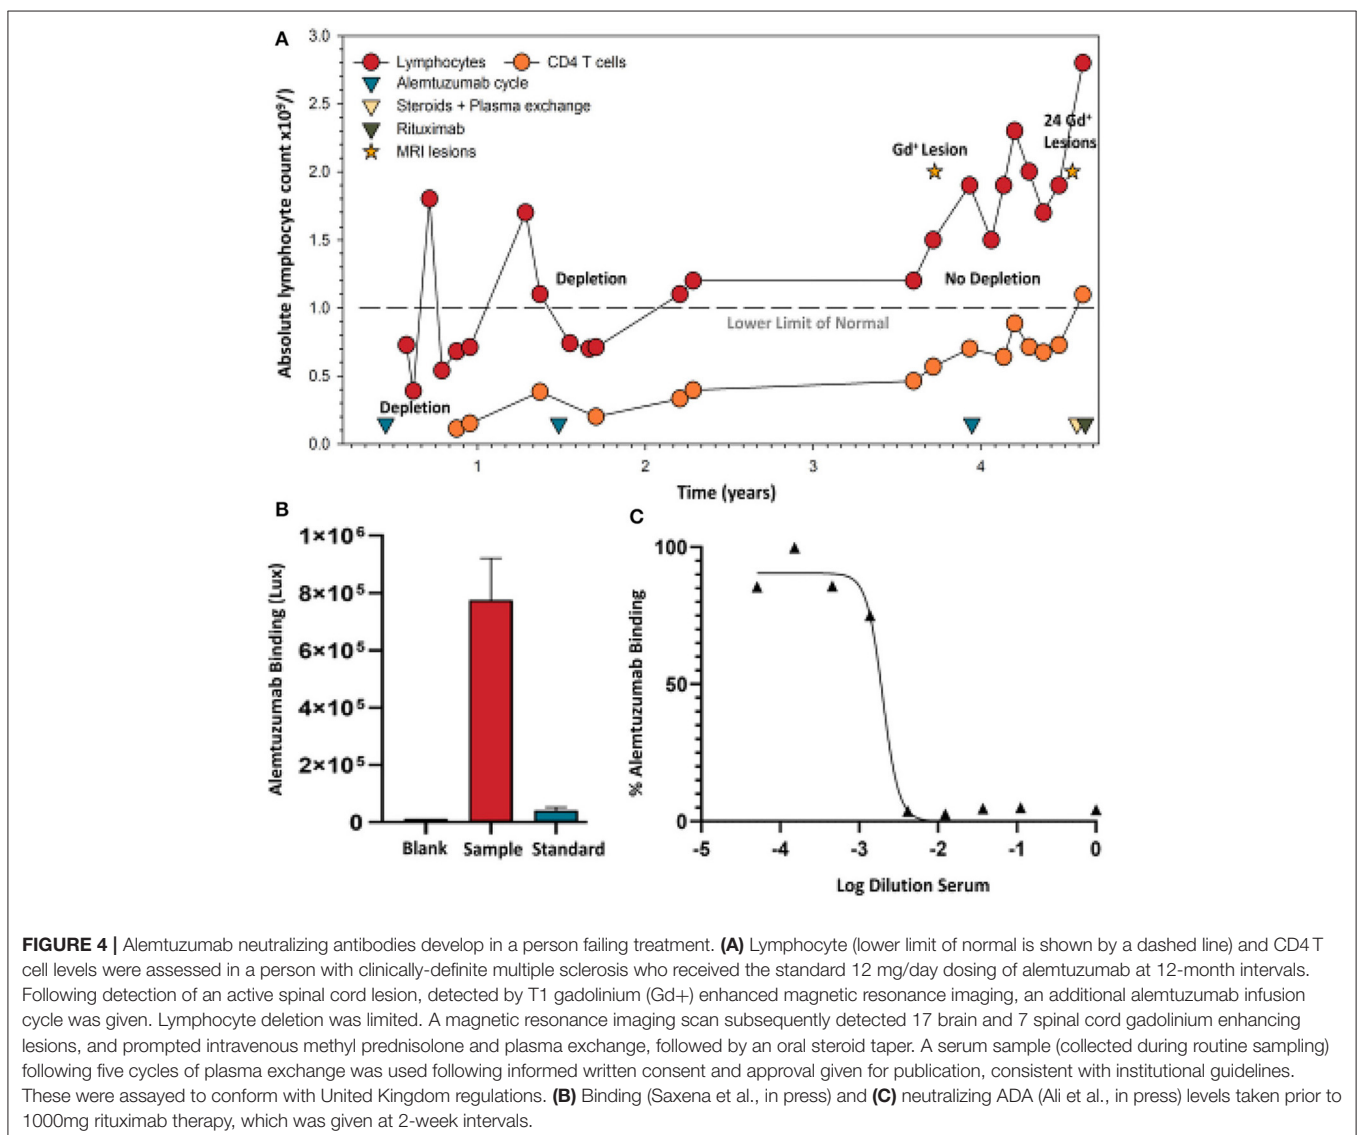 A
3.0
2.5
2.0
1.5
1.0
0.5
0.0
Absolute lymphocyte count x10⁹/)
Lymphocytes CD4 T cells
Alemtuzumab cycle
Steroids + Plasma exchange
Rituximab
MRI lesions
Gd⁺ Lesion
24 Gd⁺
Lesions
Depletion
No Depletion
Lower Limit of Normal
Depletion
1 2 3 4
Time (years)
B
1×10⁶
8×10⁵
6×10⁵
4×10⁵
2×10⁵
0
Alemtuzumab Binding (Lux)
Blank Sample Standard
C
100
50
0
% Alemtuzumab Binding
-5 -4 -3 -2 -1 0
Log Dilution Serum
FIGURE 4 | Alemtuzumab neutralizing antibodies develop in a person failing treatment. (A) Lymphocyte (lower limit of normal is shown by a dashed line) and CD4 T
cell levels were assessed in a person with clinically-definite multiple sclerosis who received the standard 12 mg/day dosing of alemtuzumab at 12-month intervals.
Following detection of an active spinal cord lesion, detected by T1 gadolinium (Gd+) enhanced magnetic resonance imaging, an additional alemtuzumab infusion
cycle was given. Lymphocyte deletion was limited. A magnetic resonance imaging scan subsequently detected 17 brain and 7 spinal cord gadolinium enhancing
lesions, and prompted intravenous methyl prednisolone and plasma exchange, followed by an oral steroid taper. A serum sample (collected during routine sampling)
following five cycles of plasma exchange was used following informed written consent and approval given for publication, consistent with institutional guidelines.
These were assayed to conform with United Kingdom regulations. (B) Binding (Saxena et al., in press) and (C) neutralizing ADA (Ali et al., in press) levels taken prior to
1000mg rituximab therapy, which was given at 2-week intervals.